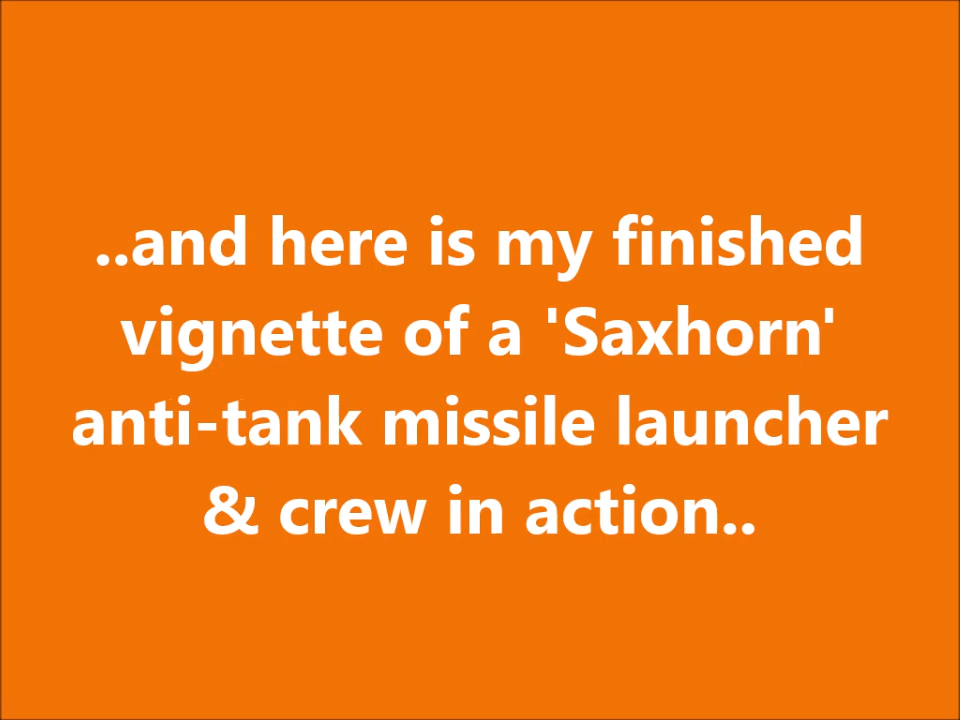 ..and here is my finished
vignette of a 'Saxhorn'
anti-tank missile launcher
& crew in action..